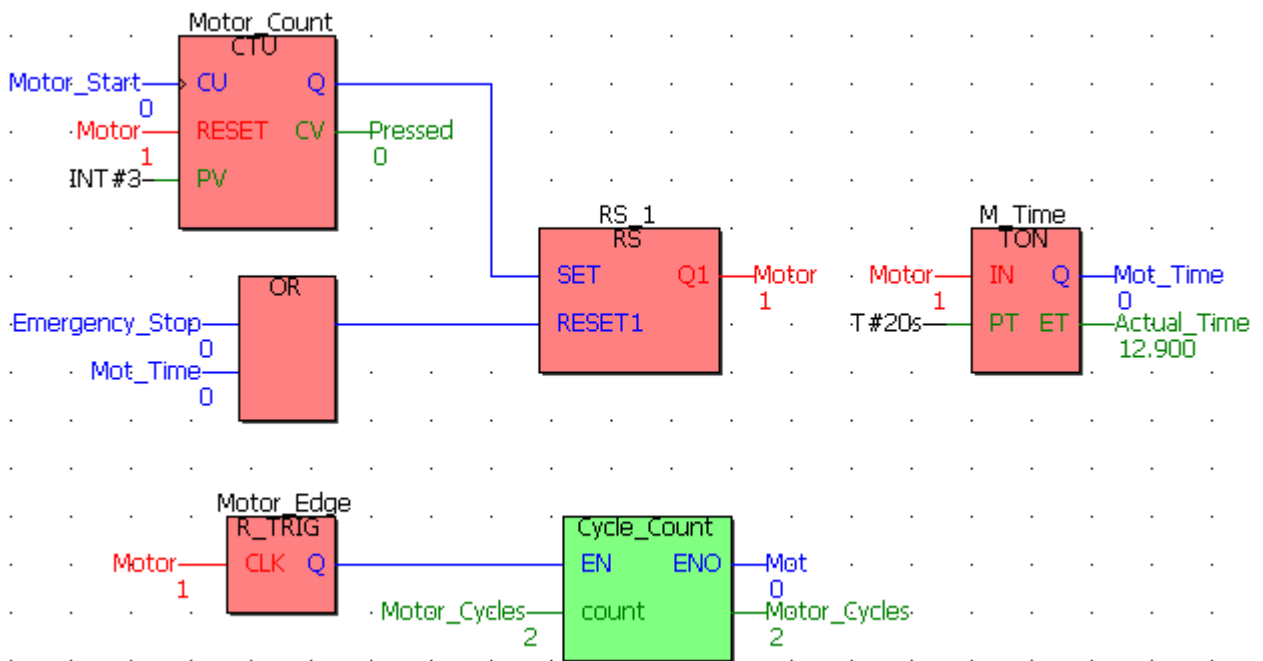 Motor_Count
CTU
Motor_Start CU Q
0
Motor RESET CV Pressed
1 0
INT#3 PV
RS_1
RS
M_Time
TON
OR
SET Q1 Motor
1
Motor IN Q Mot_Time
1 0
Emergency_Stop
0
RESET1
T#20s PT ET Actual_Time
12.900
Mot_Time
0
Motor_Edge
R_TRIG
Cycle_Count
Motor CLK Q
1
EN ENO Mot
0
Motor_Cycles count Motor_Cycles
2 2